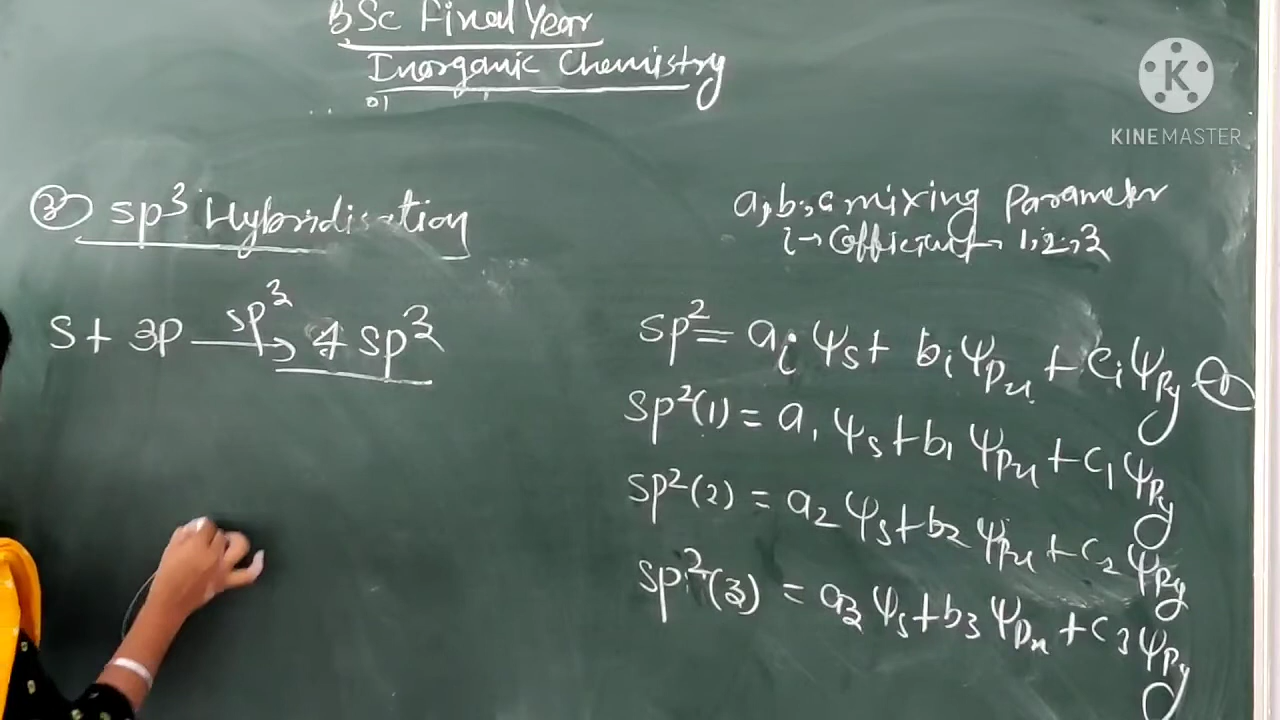 BSc Final Year
Inorganic Chemistry
K
KINEMASTER
③ sp³ Hybridisation
s + 3p sp³→ 4 sp³
a, b, c mixing Parameter
i → Cofficient → 1, 2, 3
sp² = aᵢ ψs + bᵢ ψpx + cᵢ ψpy —①
sp²(1) = a₁ ψs + b₁ ψpx + c₁ ψpy
sp²(2) = a₂ ψs + b₂ ψpx + c₂ ψpy
sp²(3) = a₃ ψs + b₃ ψpx + c₃ ψpy